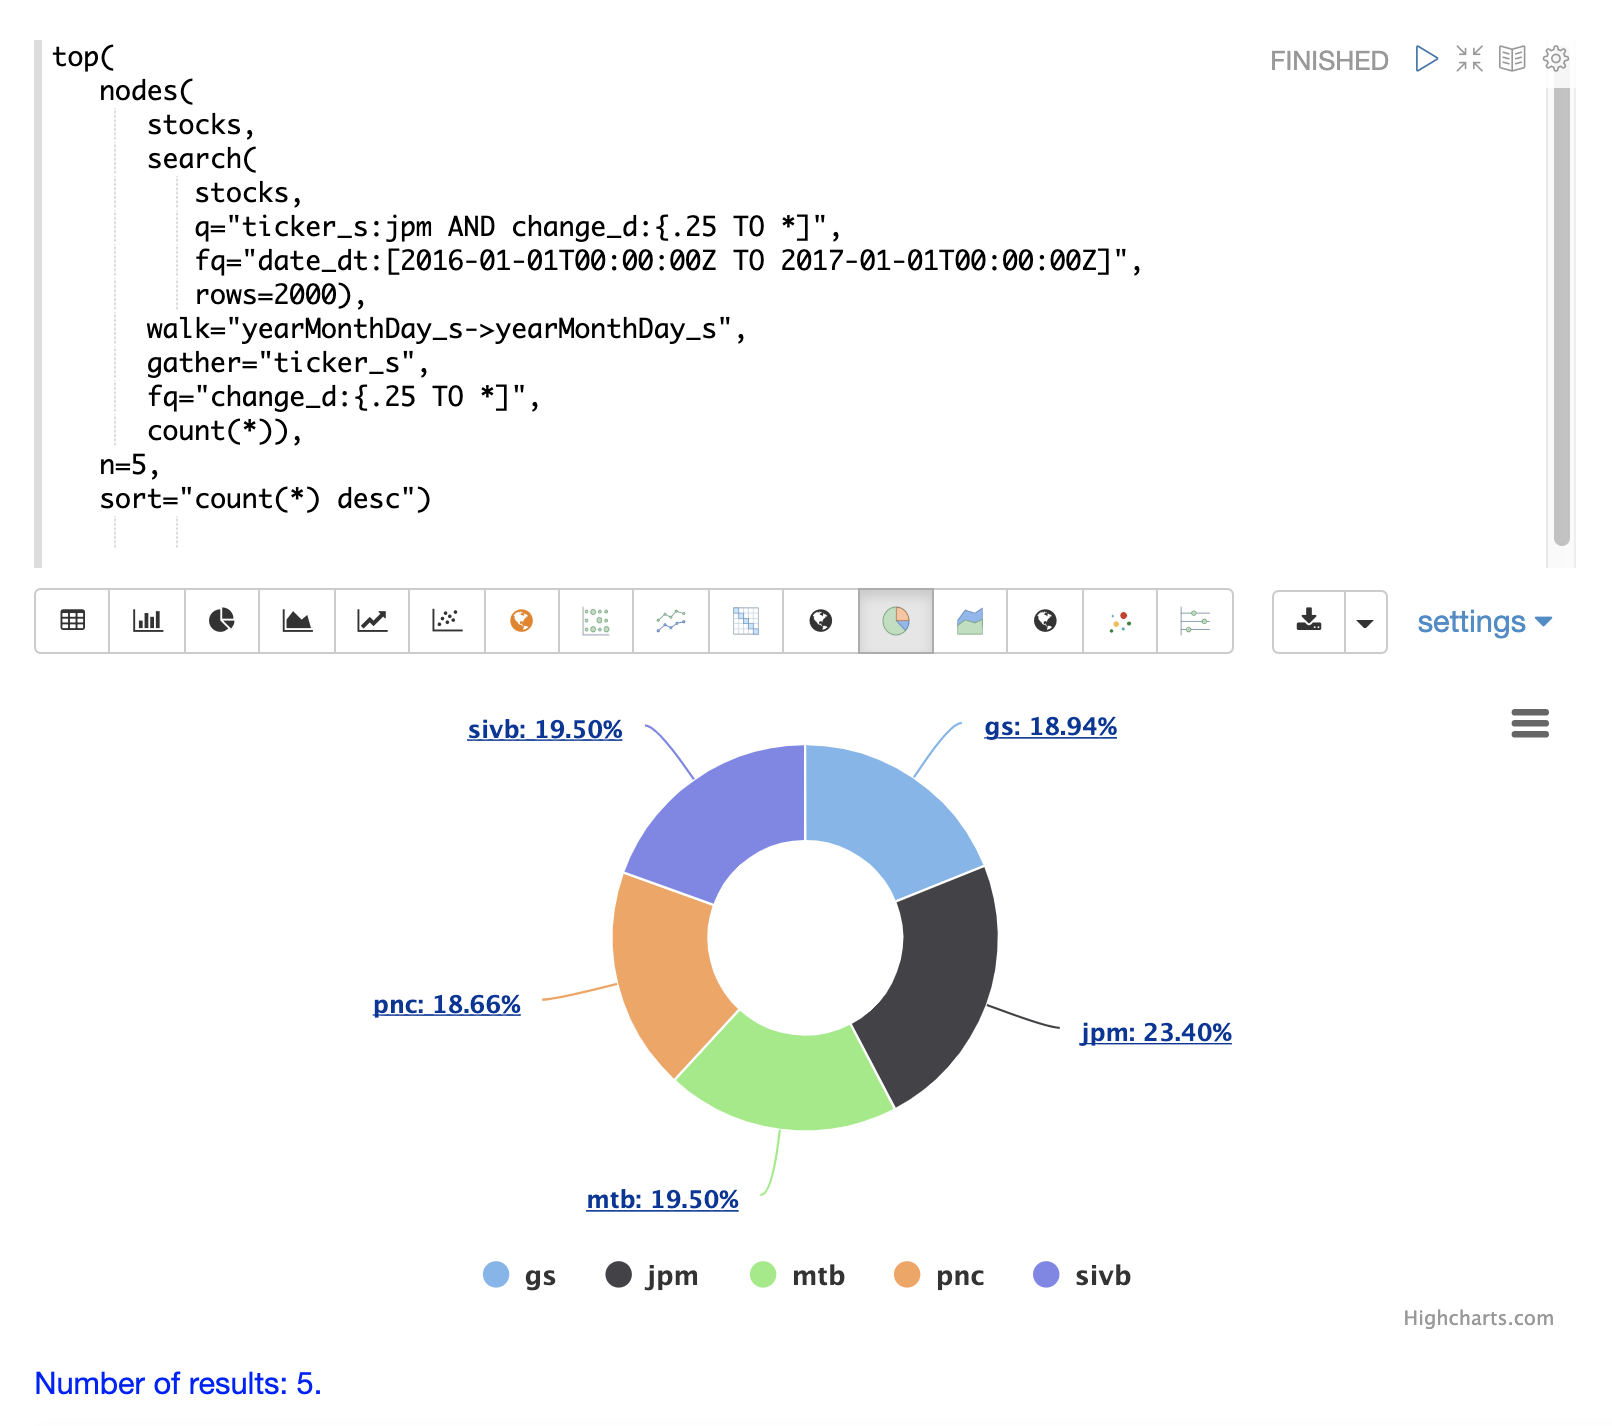 top(
nodes(
stocks,
search(
stocks,
q="ticker_s:jpm AND change_d:{.25 TO *]",
fq="date_dt:[2016-01-01T00:00:00Z TO 2017-01-01T00:00:00Z]",
rows=2000),
walk="yearMonthDay_s->yearMonthDay_s",
gather="ticker_s",
fq="change_d:{.25 TO *]",
count(*)),
n=5,
sort="count(*) desc")
FINISHED
settings
sivb: 19.50%
gs: 18.94%
pnc: 18.66%
jpm: 23.40%
mtb: 19.50%
gs jpm mtb pnc sivb
Highcharts.com
Number of results: 5.